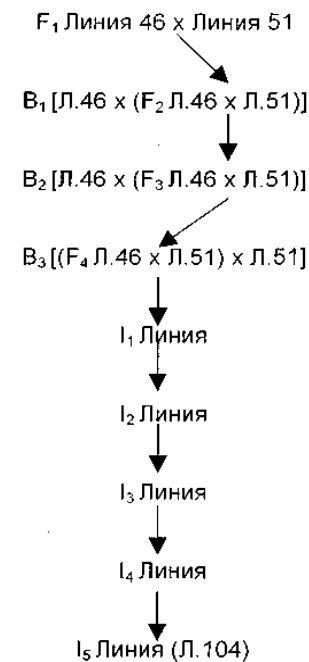 F₁ Линия 46 x Линия 51
B₁ [Л.46 x (F₂ Л.46 x Л.51)]
B₂ [Л.46 x (F₃ Л.46 x Л.51)]
B₃ [(F₄ Л.46 x Л.51) x Л.51]
I₁ Линия
I₂ Линия
I₃ Линия
I₄ Линия
I₅ Линия (Л.104)